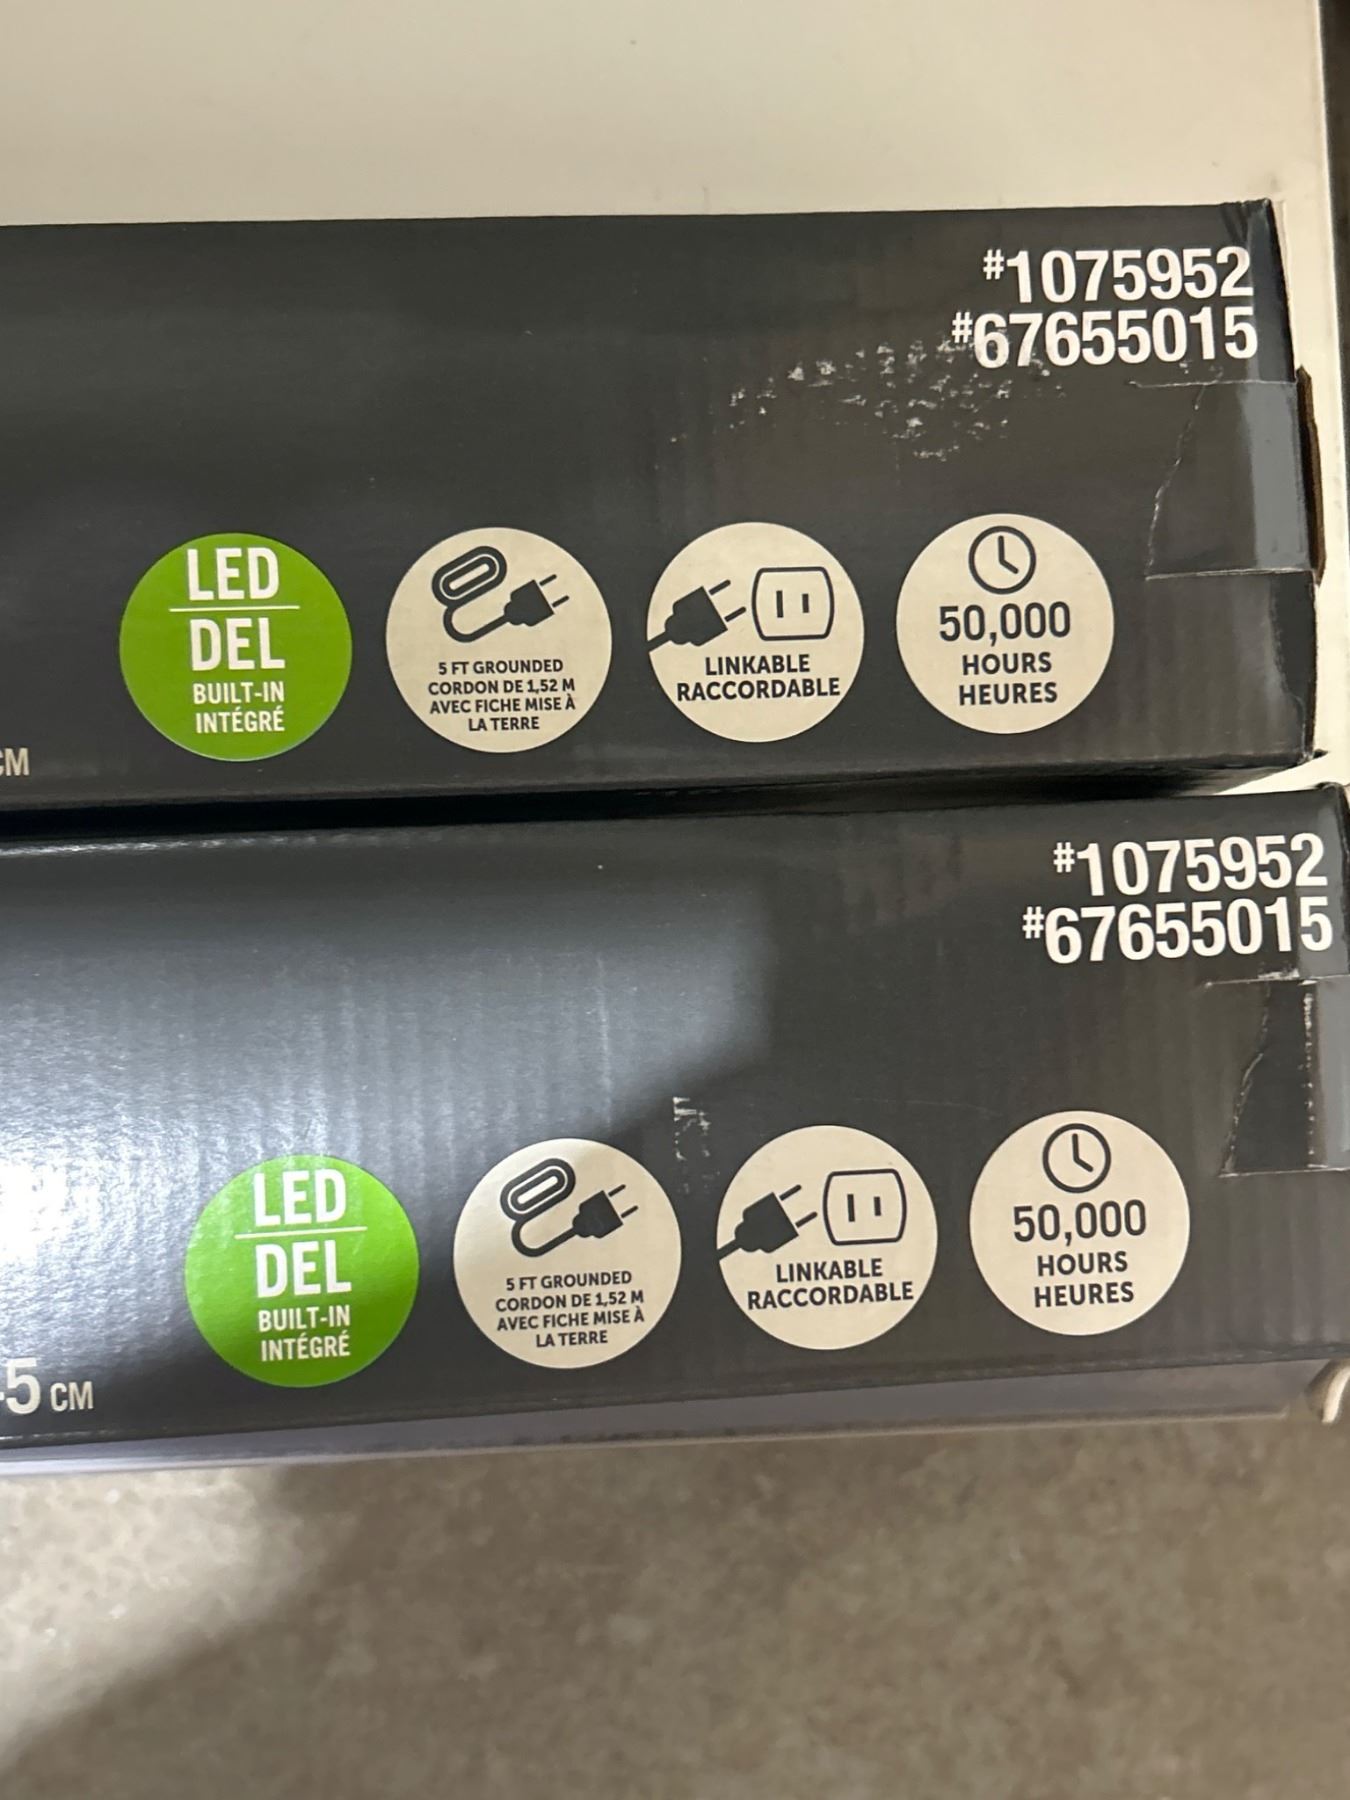 #1075952
#67655015
LED
DEL
BUILT-IN
INTÉGRÉ
5 FT GROUNDED
CORDON DE 1,52 M
AVEC FICHE MISE À
LA TERRE
LINKABLE
RACCORDABLE
50,000
HOURS
HEURES
CM
#1075952
#67655015
LED
DEL
BUILT-IN
INTÉGRÉ
5 FT GROUNDED
CORDON DE 1,52 M
AVEC FICHE MISE À
LA TERRE
LINKABLE
RACCORDABLE
50,000
HOURS
HEURES
5 CM